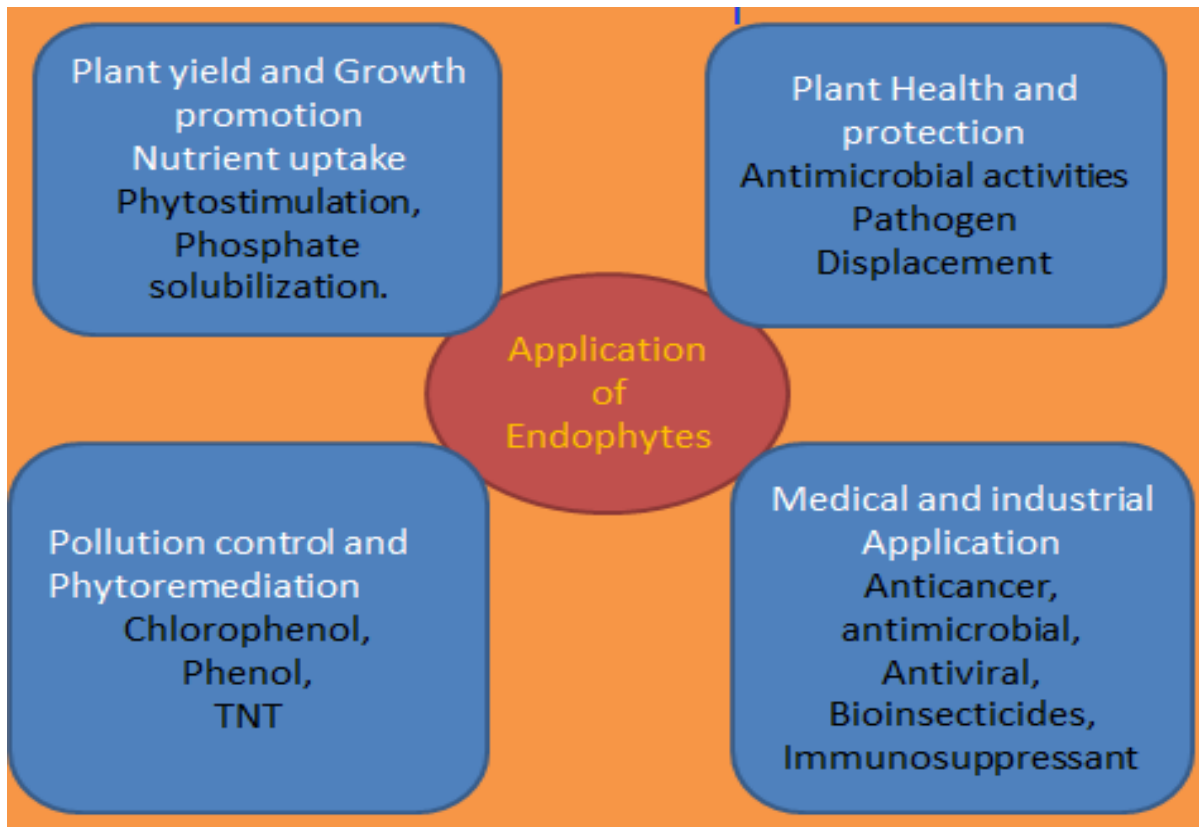 Plant yield and Growth
promotion
Nutrient uptake
Phytostimulation,
Phosphate
solubilization.
Plant Health and
protection
Antimicrobial activities
Pathogen
Displacement
Application
of
Endophytes
Pollution control and
Phytoremediation
Chlorophenol,
Phenol,
TNT
Medical and industrial
Application
Anticancer,
antimicrobial,
Antiviral,
Bioinsecticides,
Immunosuppressant